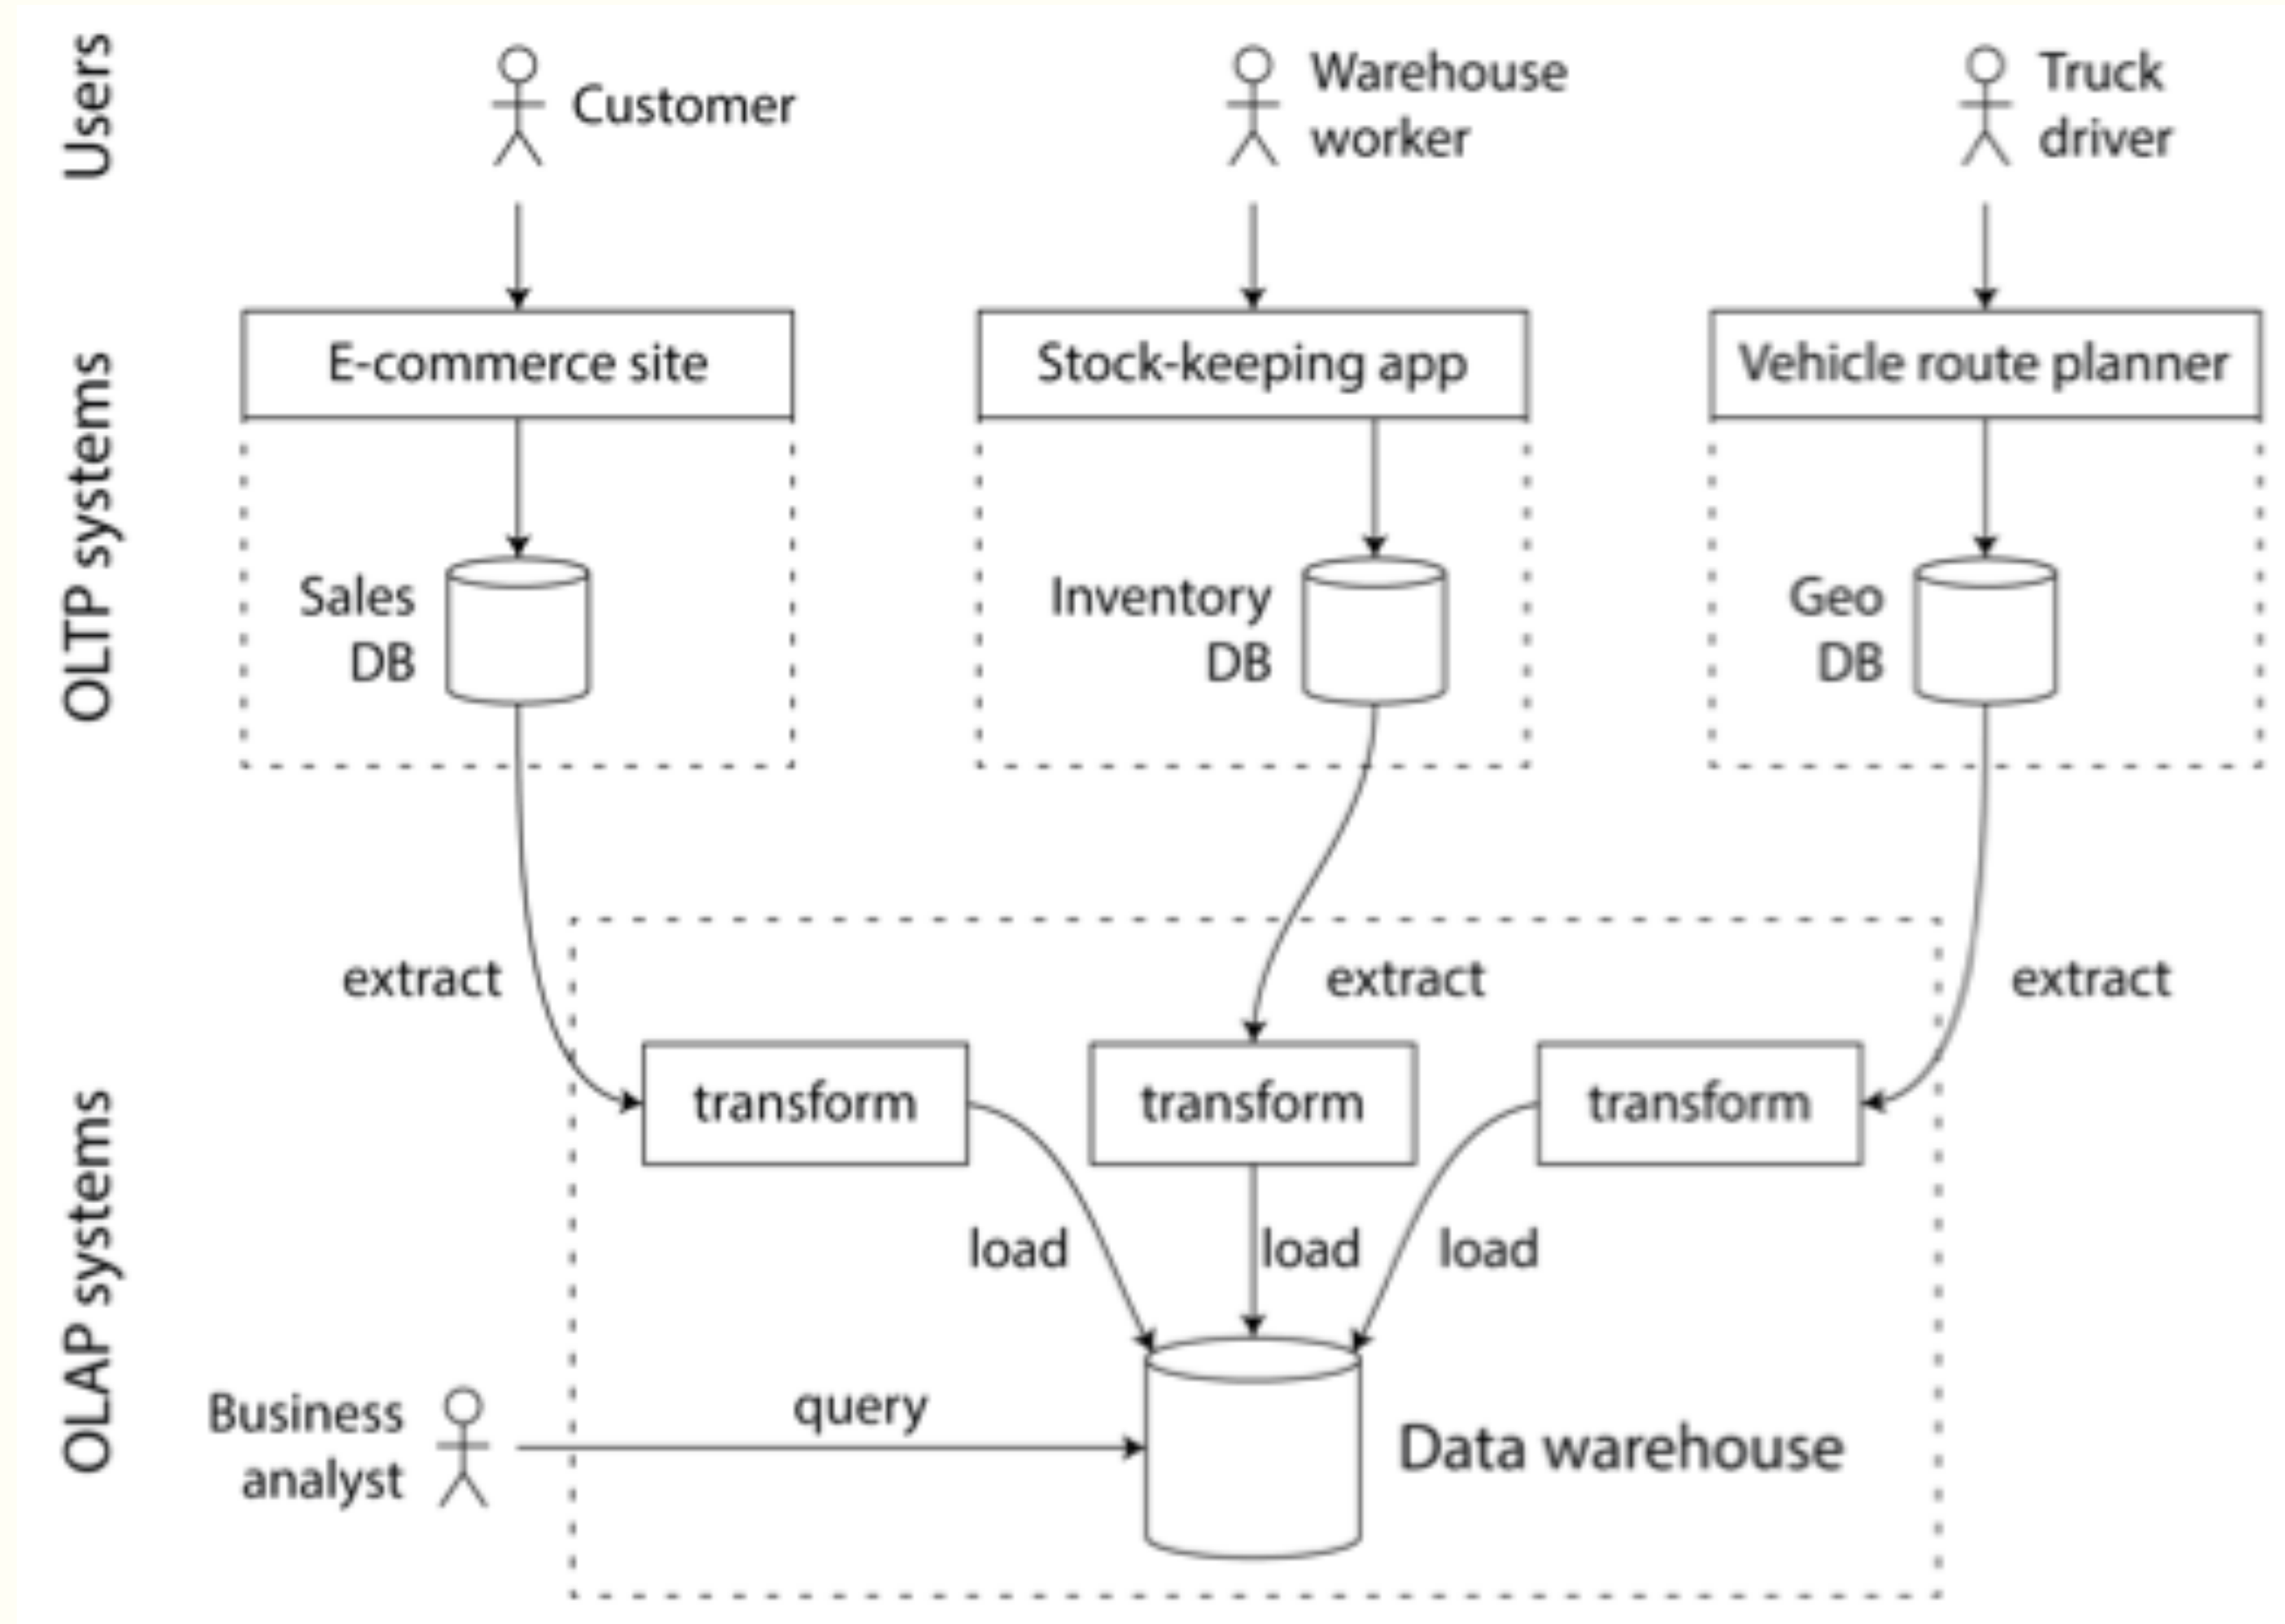 Users
Customer
Warehouse
worker
Truck
driver
OLTP systems
E-commerce site
Stock-keeping app
Vehicle route planner
Sales
DB
Inventory
DB
Geo
DB
OLAP systems
extract
extract
extract
transform
transform
transform
load
load
load
Business
analyst
query
Data warehouse